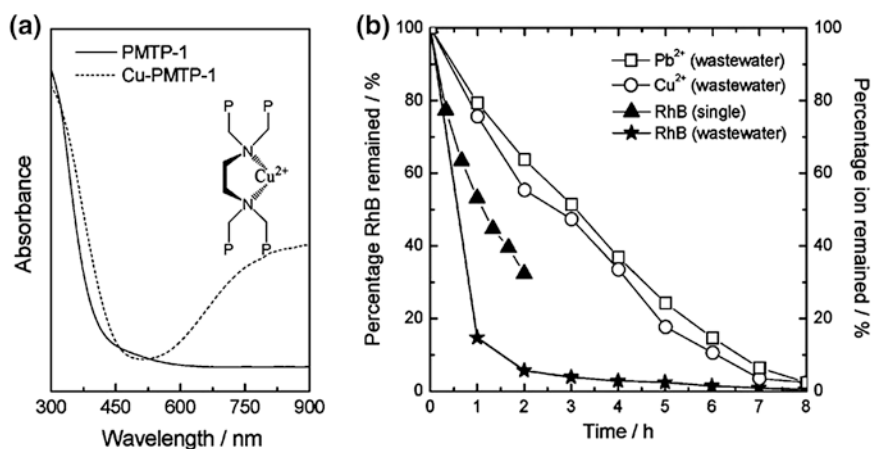 (a)
PMTP-1
Cu-PMTP-1
P P
N
Cu²⁺
N
P P
Absorbance
300 450 600 750 900
Wavelength / nm
(b)
100
80
60
40
20
0
Percentage RhB remained / %
Pb²⁺ (wastewater)
Cu²⁺ (wastewater)
RhB (single)
RhB (wastewater)
100
80
60
40
20
0
Percentage ion remained / %
0 1 2 3 4 5 6 7 8
Time / h